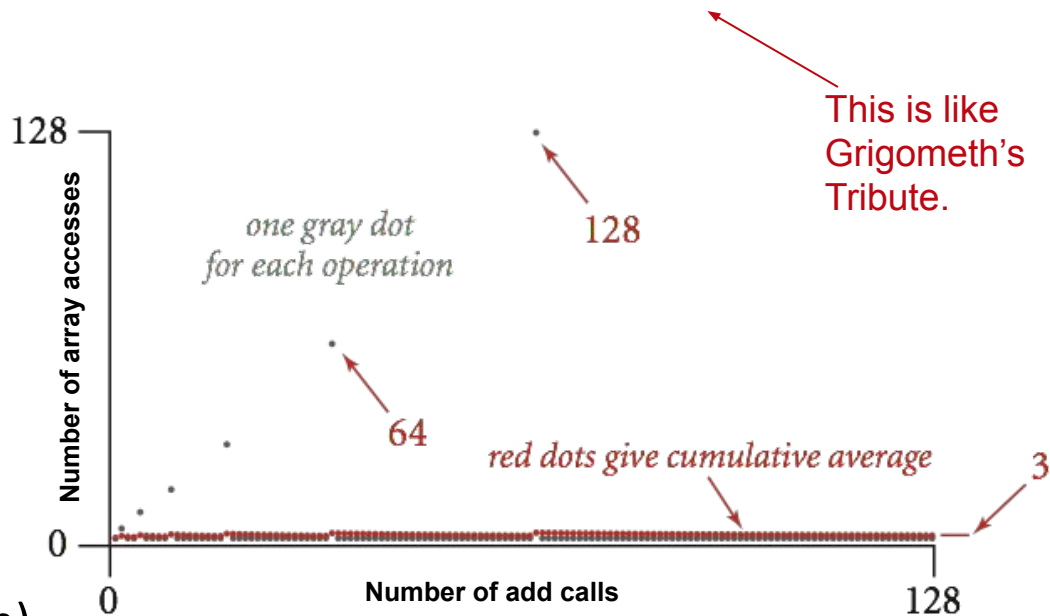 This is like
Grigometh's
Tribute.
128
Number of array accesses
one gray dot
for each operation
128
64
red dots give cumulative average
3
0
0
Number of add calls
128